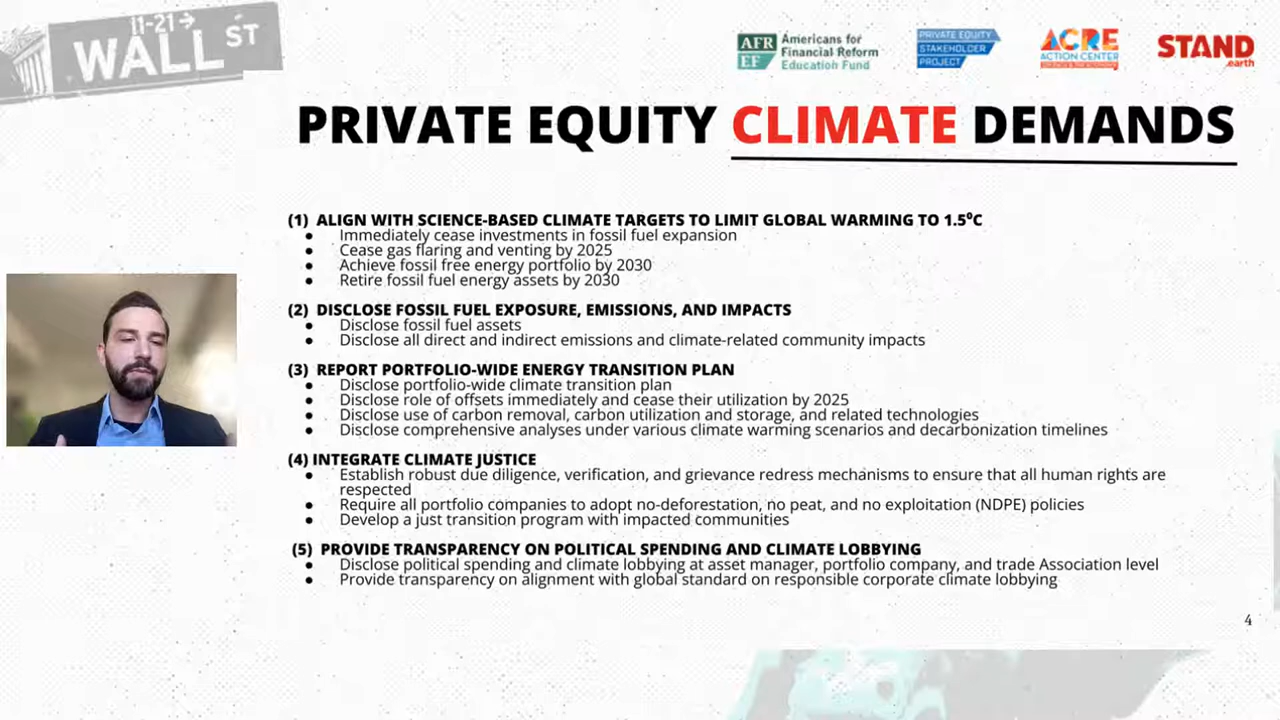 11-21 →
WALL ST
AFR Americans for
EF Financial Reform
Education Fund
PRIVATE EQUITY
STAKEHOLDER
PROJECT
ACRE
ACTION CENTER
STAND
.earth
PRIVATE EQUITY CLIMATE DEMANDS
(1) ALIGN WITH SCIENCE-BASED CLIMATE TARGETS TO LIMIT GLOBAL WARMING TO 1.5ºC
● Immediately cease investments in fossil fuel expansion
● Cease gas flaring and venting by 2025
● Achieve fossil free energy portfolio by 2030
● Retire fossil fuel energy assets by 2030
(2) DISCLOSE FOSSIL FUEL EXPOSURE, EMISSIONS, AND IMPACTS
● Disclose fossil fuel assets
● Disclose all direct and indirect emissions and climate-related community impacts
(3) REPORT PORTFOLIO-WIDE ENERGY TRANSITION PLAN
● Disclose portfolio-wide climate transition plan
● Disclose role of offsets immediately and cease their utilization by 2025
● Disclose use of carbon removal, carbon utilization and storage, and related technologies
● Disclose comprehensive analyses under various climate warming scenarios and decarbonization timelines
(4) INTEGRATE CLIMATE JUSTICE
● Establish robust due diligence, verification, and grievance redress mechanisms to ensure that all human rights are
respected
● Require all portfolio companies to adopt no-deforestation, no peat, and no exploitation (NDPE) policies
● Develop a just transition program with impacted communities
(5) PROVIDE TRANSPARENCY ON POLITICAL SPENDING AND CLIMATE LOBBYING
● Disclose political spending and climate lobbying at asset manager, portfolio company, and trade Association level
● Provide transparency on alignment with global standard on responsible corporate climate lobbying
4